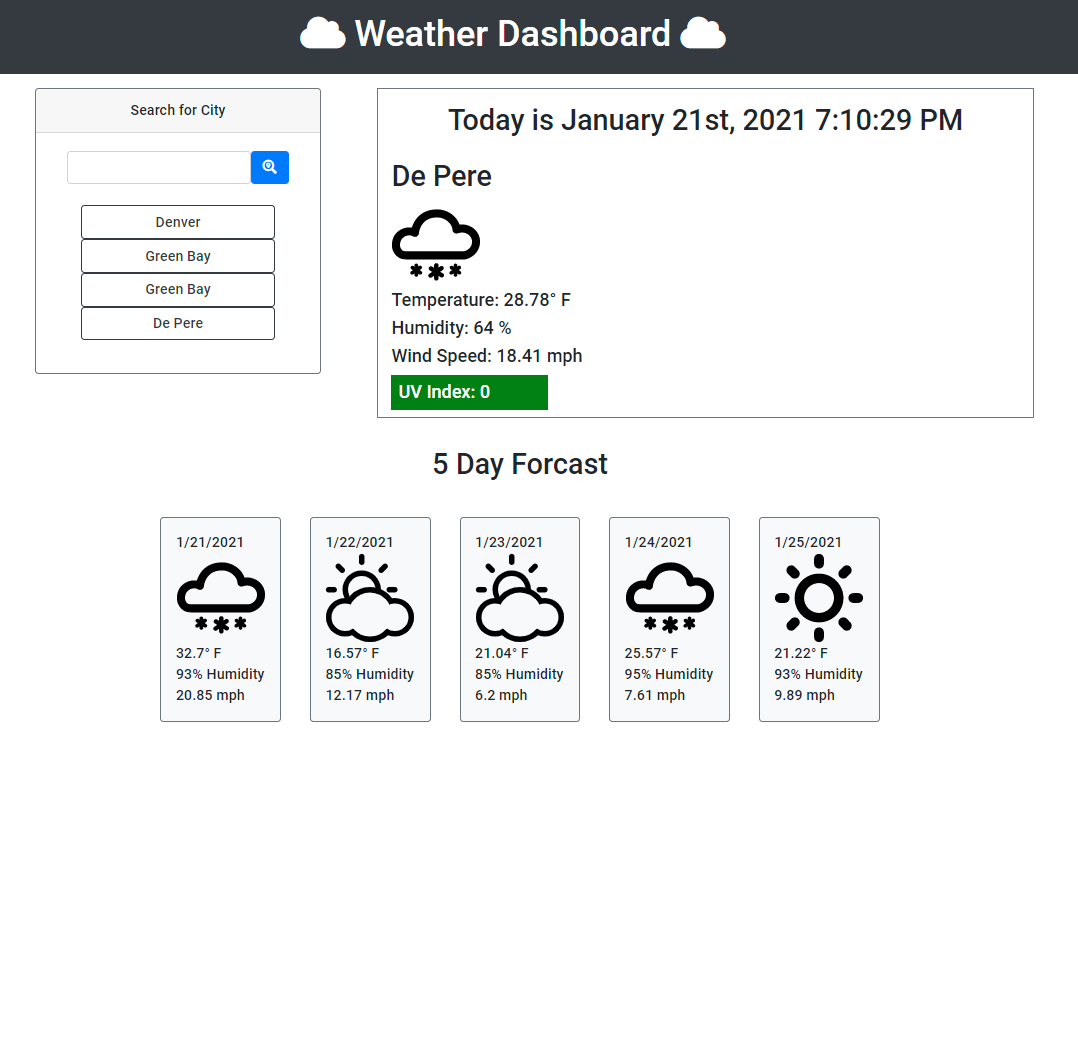 Weather Dashboard
Search for City
Denver
Green Bay
Green Bay
De Pere
Today is January 21st, 2021 7:10:29 PM
De Pere
Temperature: 28.78° F
Humidity: 64 %
Wind Speed: 18.41 mph
UV Index: 0
5 Day Forcast
1/21/2021
32.7° F
93% Humidity
20.85 mph
1/22/2021
16.57° F
85% Humidity
12.17 mph
1/23/2021
21.04° F
85% Humidity
6.2 mph
1/24/2021
25.57° F
95% Humidity
7.61 mph
1/25/2021
21.22° F
93% Humidity
9.89 mph